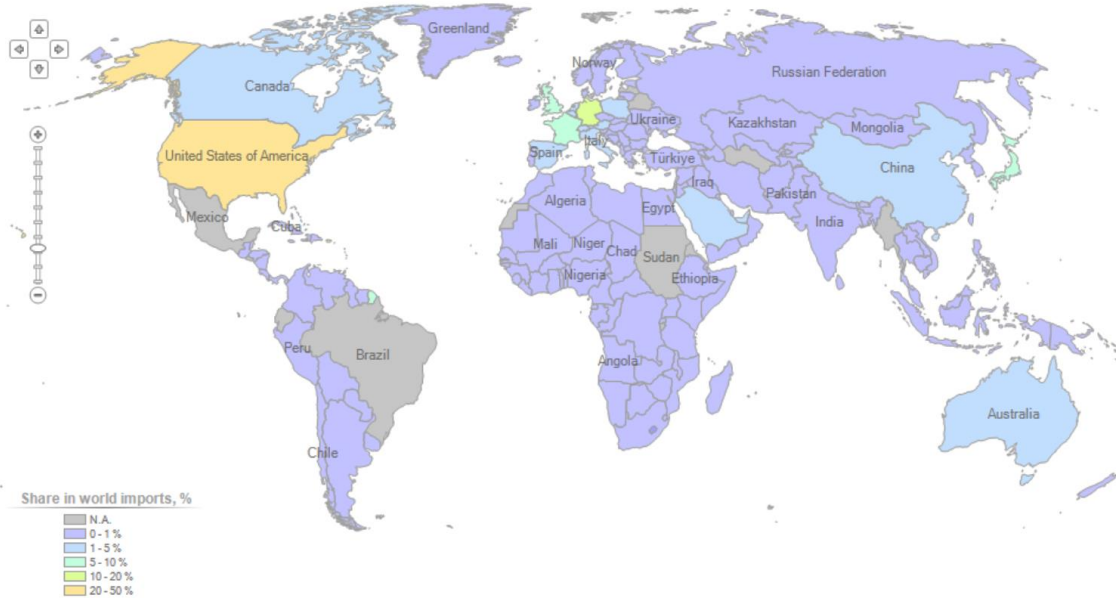 Greenland
Norway
Russian Federation
Canada
Ukraine
Kazakhstan
Mongolia
United States of America
Spain
Italy
Türkiye
China
Iraq
Pakistan
Mexico
Cuba
Algeria
Egypt
India
Mali
Niger
Chad
Sudan
Nigeria
Ethiopia
Peru
Brazil
Angola
Australia
Chile
Share in world imports, %
N.A.
0 - 1 %
1 - 5 %
5 - 10 %
10 - 20 %
20 - 50 %